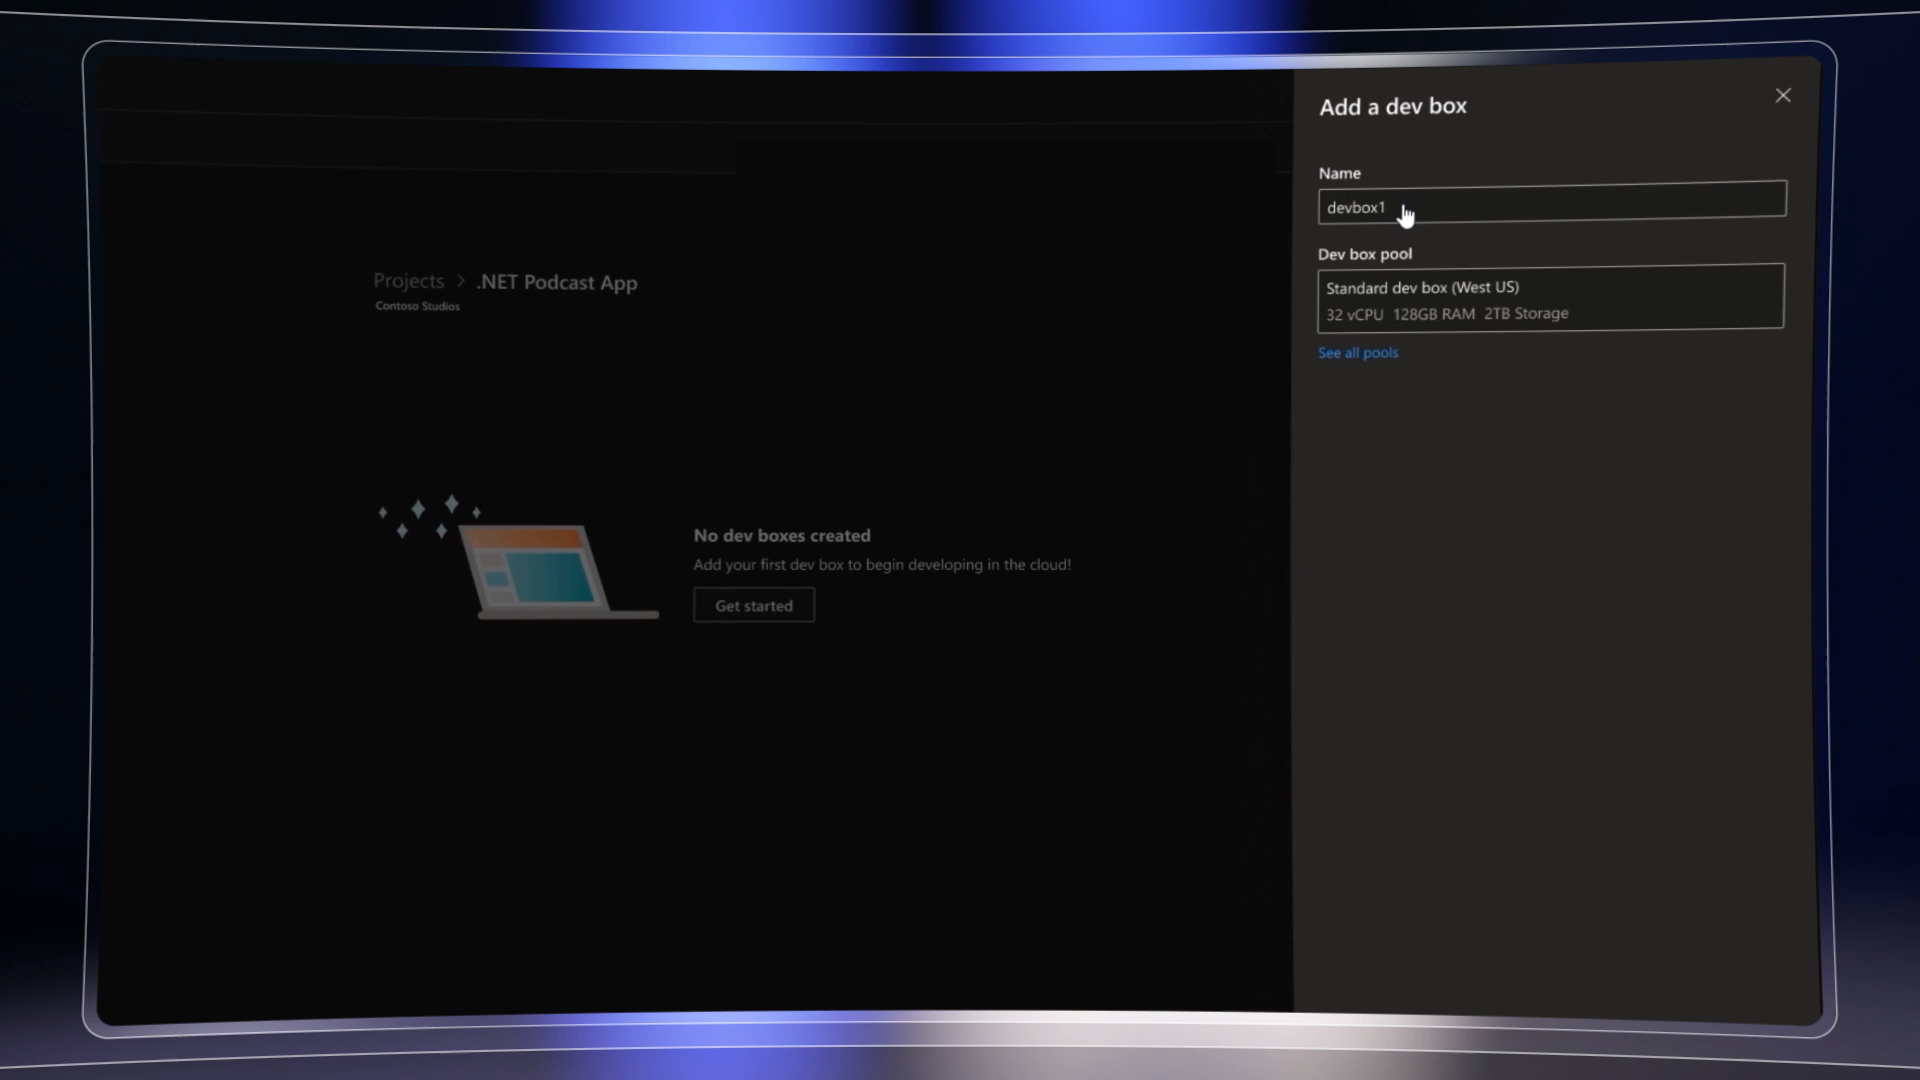 Projects > .NET Podcast App
Contoso Studios
No dev boxes created
Add your first dev box to begin developing in the cloud!
Get started
Add a dev box
Name
devbox1
Dev box pool
Standard dev box (West US)
32 vCPU 128GB RAM 2TB Storage
See all pools